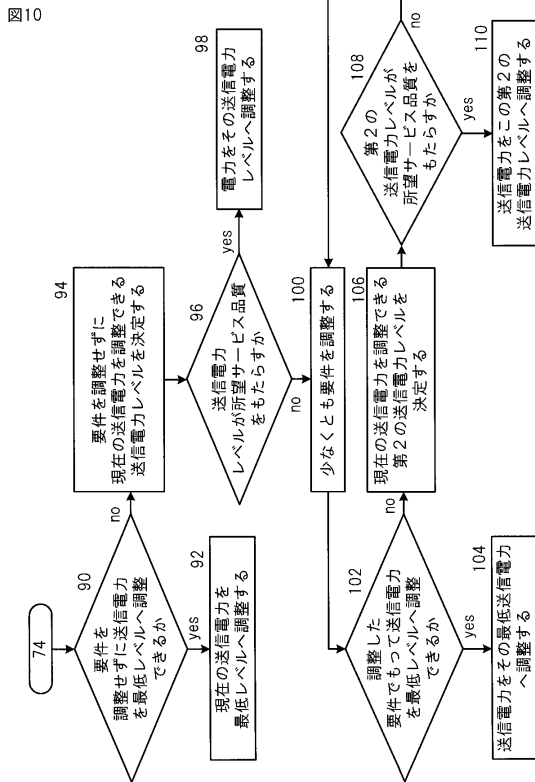 図10
74
90
要件を
調整せずに送信電力
を最低レベルへ調整
できるか
no
yes
92
現在の送信電力を
最低レベルへ調整する
94
要件を調整せずに
現在の送信電力を調整できる
送信電力レベルを決定する
96
送信電力
レベルが所望サービス品質
をもたらすか
yes
no
98
電力をその送信電力
レベルへ調整する
100
少なくとも要件を調整する
102
調整した
要件でもって送信電力
を最低レベルへ調整
できるか
no
yes
104
送信電力をその最低送信電力
へ調整する
106
現在の送信電力を調整できる
第2の送信電力レベルを
決定する
108
第2の
送信電力レベルが
所望サービス品質を
もたらすか
no
yes
110
送信電力をこの第2の
送信電力レベルへ調整する